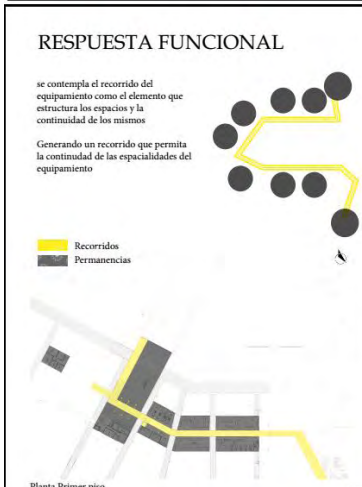 RESPUESTA FUNCIONAL
se contempla el recorrido del
equipamiento como el elemento que
estructura los espacios y la
continuidad de los mismos
Generando un recorrido que permita
la continudad de las espacialidades del
equipamiento
Recorridos
Permanencias
Planta Primer piso